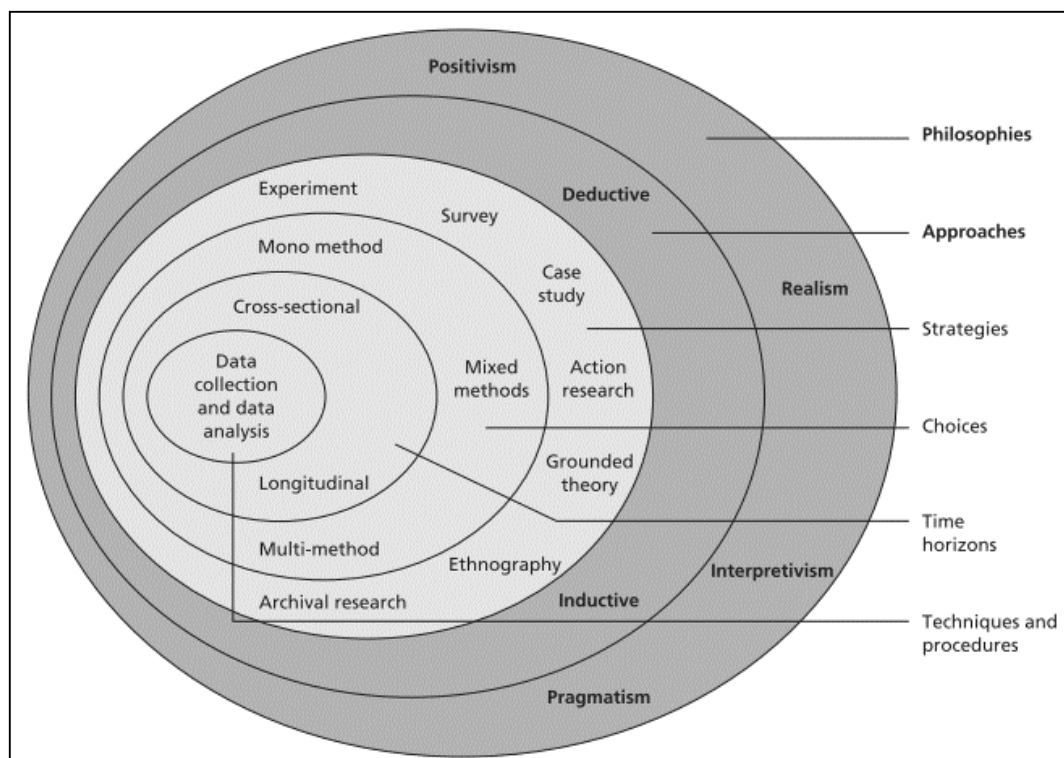 Positivism
Philosophies
Experiment
Deductive
Survey
Approaches
Mono method
Case
study
Realism
Cross-sectional
Strategies
Data
collection
and data
analysis
Mixed
methods
Action
research
Choices
Grounded
theory
Longitudinal
Time
horizons
Multi-method
Ethnography
Interpretivism
Archival research
Inductive
Techniques and
procedures
Pragmatism